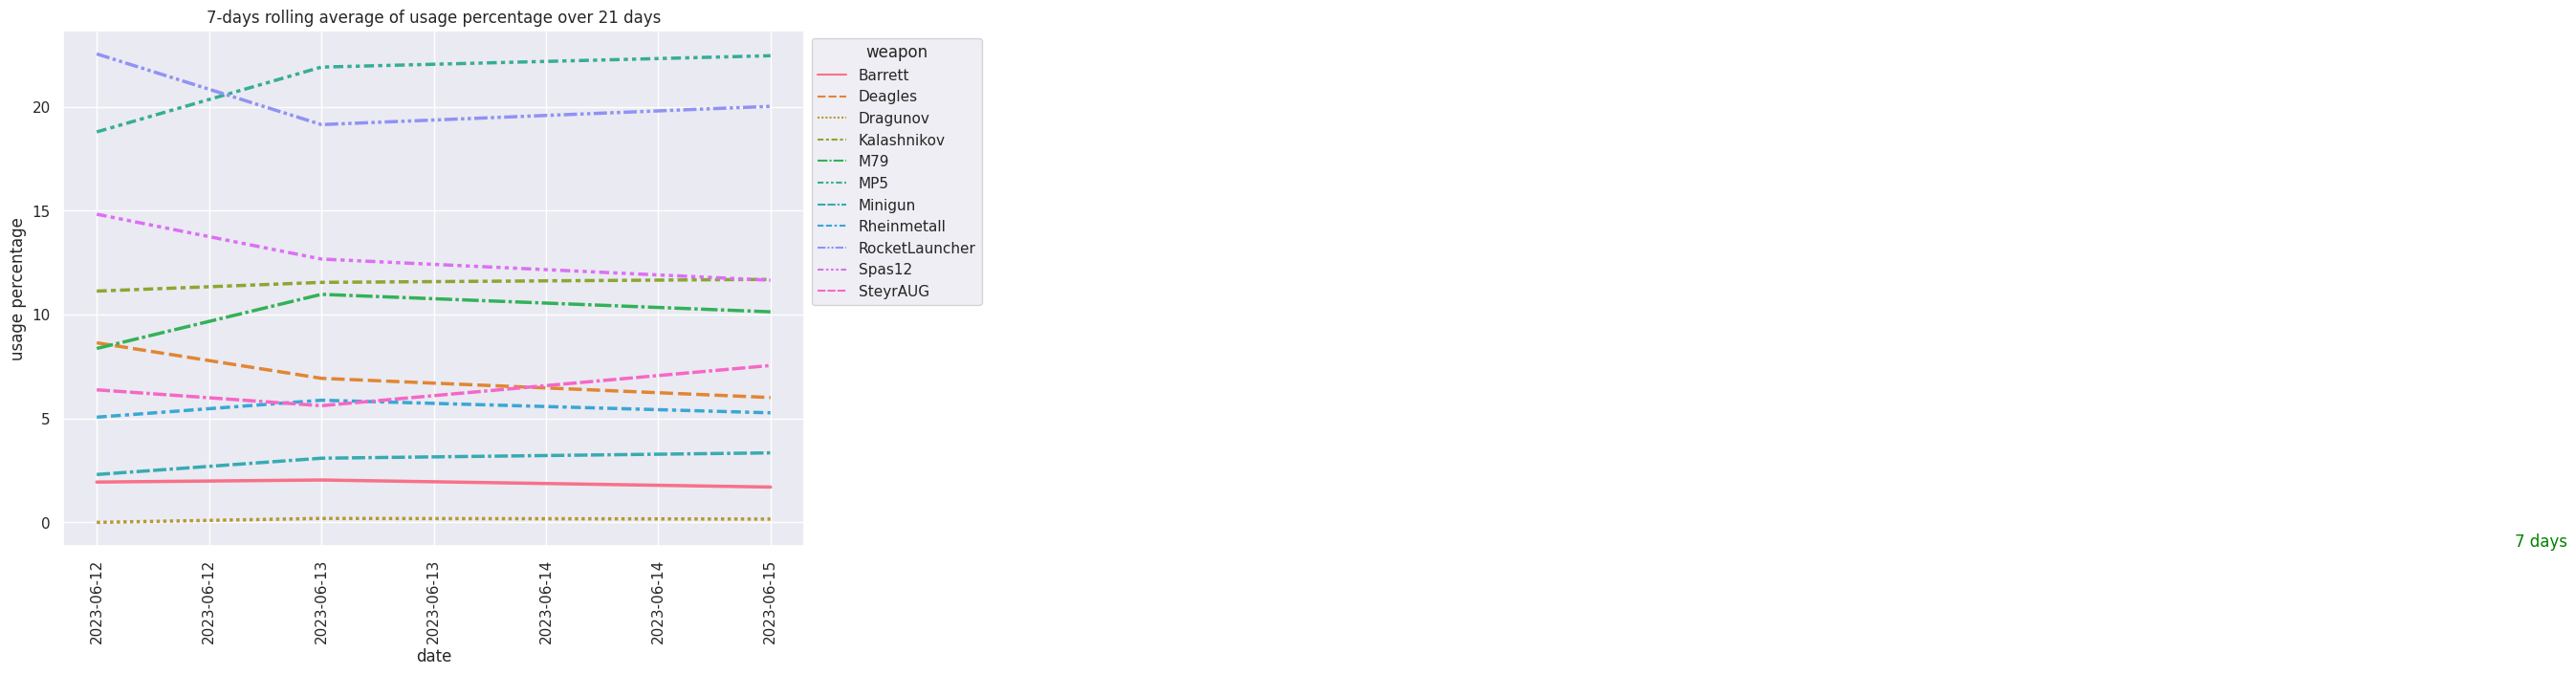 7-days rolling average of usage percentage over 21 days
usage percentage
20
15
10
5
0
2023-06-12
2023-06-12
2023-06-13
2023-06-13
2023-06-14
2023-06-14
2023-06-15
date
weapon
Barrett
Deagles
Dragunov
Kalashnikov
M79
MP5
Minigun
Rheinmetall
RocketLauncher
Spas12
SteyrAUG
7 days